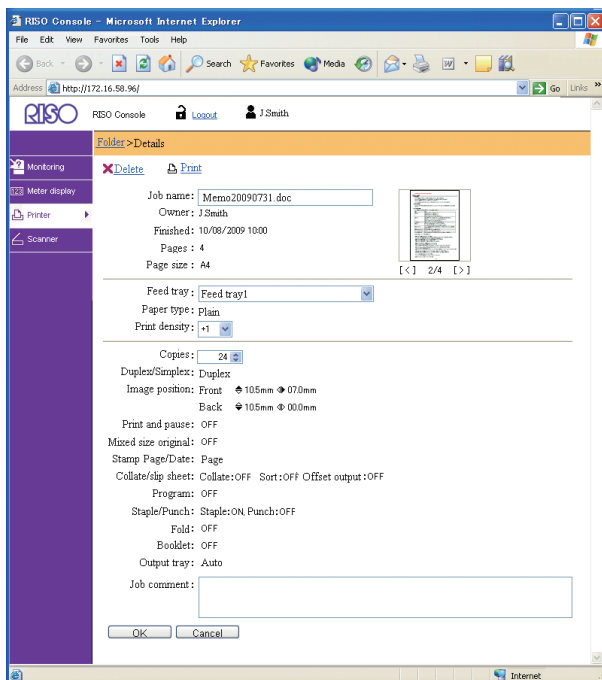 RISO Console - Microsoft Internet Explorer
File Edit View Favorites Tools Help
Back Search Favorites Media W
Address http://172.16.58.96/ Go Links »
RISO RISO Console Logout J.Smith
Folder >Details
Monitoring
Meter display
Printer
Scanner
Delete Print
Job name: Memo20090731.doc
Owner: J.Smith
Finished: 10/08/2009 10:00
Pages: 4
Page size: A4
[<] 2/4 [>]
Feed tray: Feed tray1
Paper type: Plain
Print density: +1
Copies: 24
Duplex/Simplex: Duplex
Image position: Front 10.5mm 07.0mm
Back 10.5mm 00.0mm
Print and pause: OFF
Mixed size original: OFF
Stamp Page/Date: Page
Collate/slip sheet: Collate:OFF Sort:OFF Offset output:OFF
Program: OFF
Staple/Punch: Staple:ON, Punch:OFF
Fold: OFF
Booklet: OFF
Output tray: Auto
Job comment:
OK Cancel
Internet